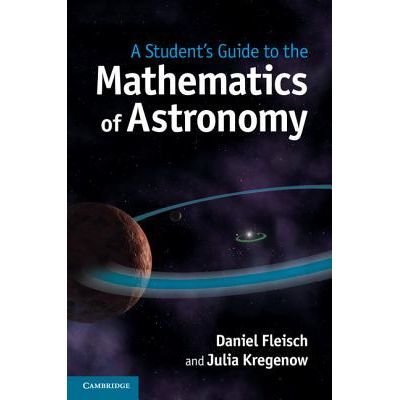 A Student's Guide to the
Mathematics
of Astronomy
Daniel Fleisch
and Julia Kregenow
CAMBRIDGE